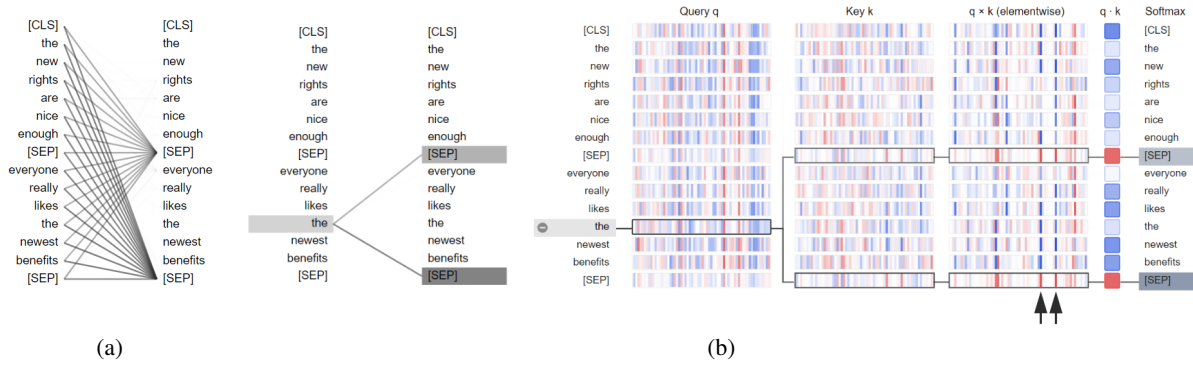 Query q Key k q × k (elementwise) q · k Softmax
[CLS] [CLS] [CLS] [CLS] [CLS] [CLS]
the the the the the the
new new new new new new
rights rights rights rights rights rights
are are are are are are
nice nice nice nice nice nice
enough enough enough enough enough enough
[SEP] [SEP] [SEP] [SEP] [SEP] [SEP]
everyone everyone everyone everyone everyone everyone
really really really really really really
likes likes likes likes likes likes
the the the the the the
newest newest newest newest newest newest
benefits benefits benefits benefits benefits benefits
[SEP] [SEP] [SEP] [SEP] [SEP] [SEP]
(a) (b)